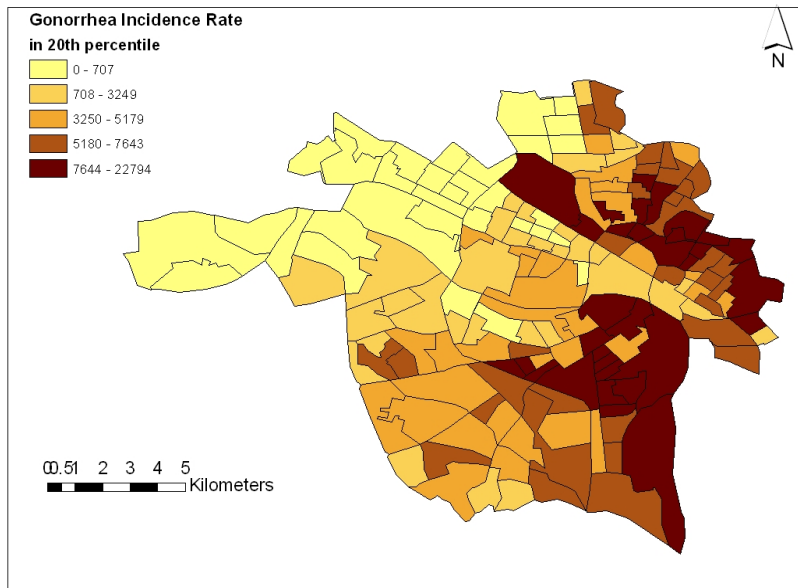 Gonorrhea Incidence Rate
in 20th percentile
0 - 707
708 - 3249
3250 - 5179
5180 - 7643
7644 - 22794
N
00.51 2 3 4 5
Kilometers